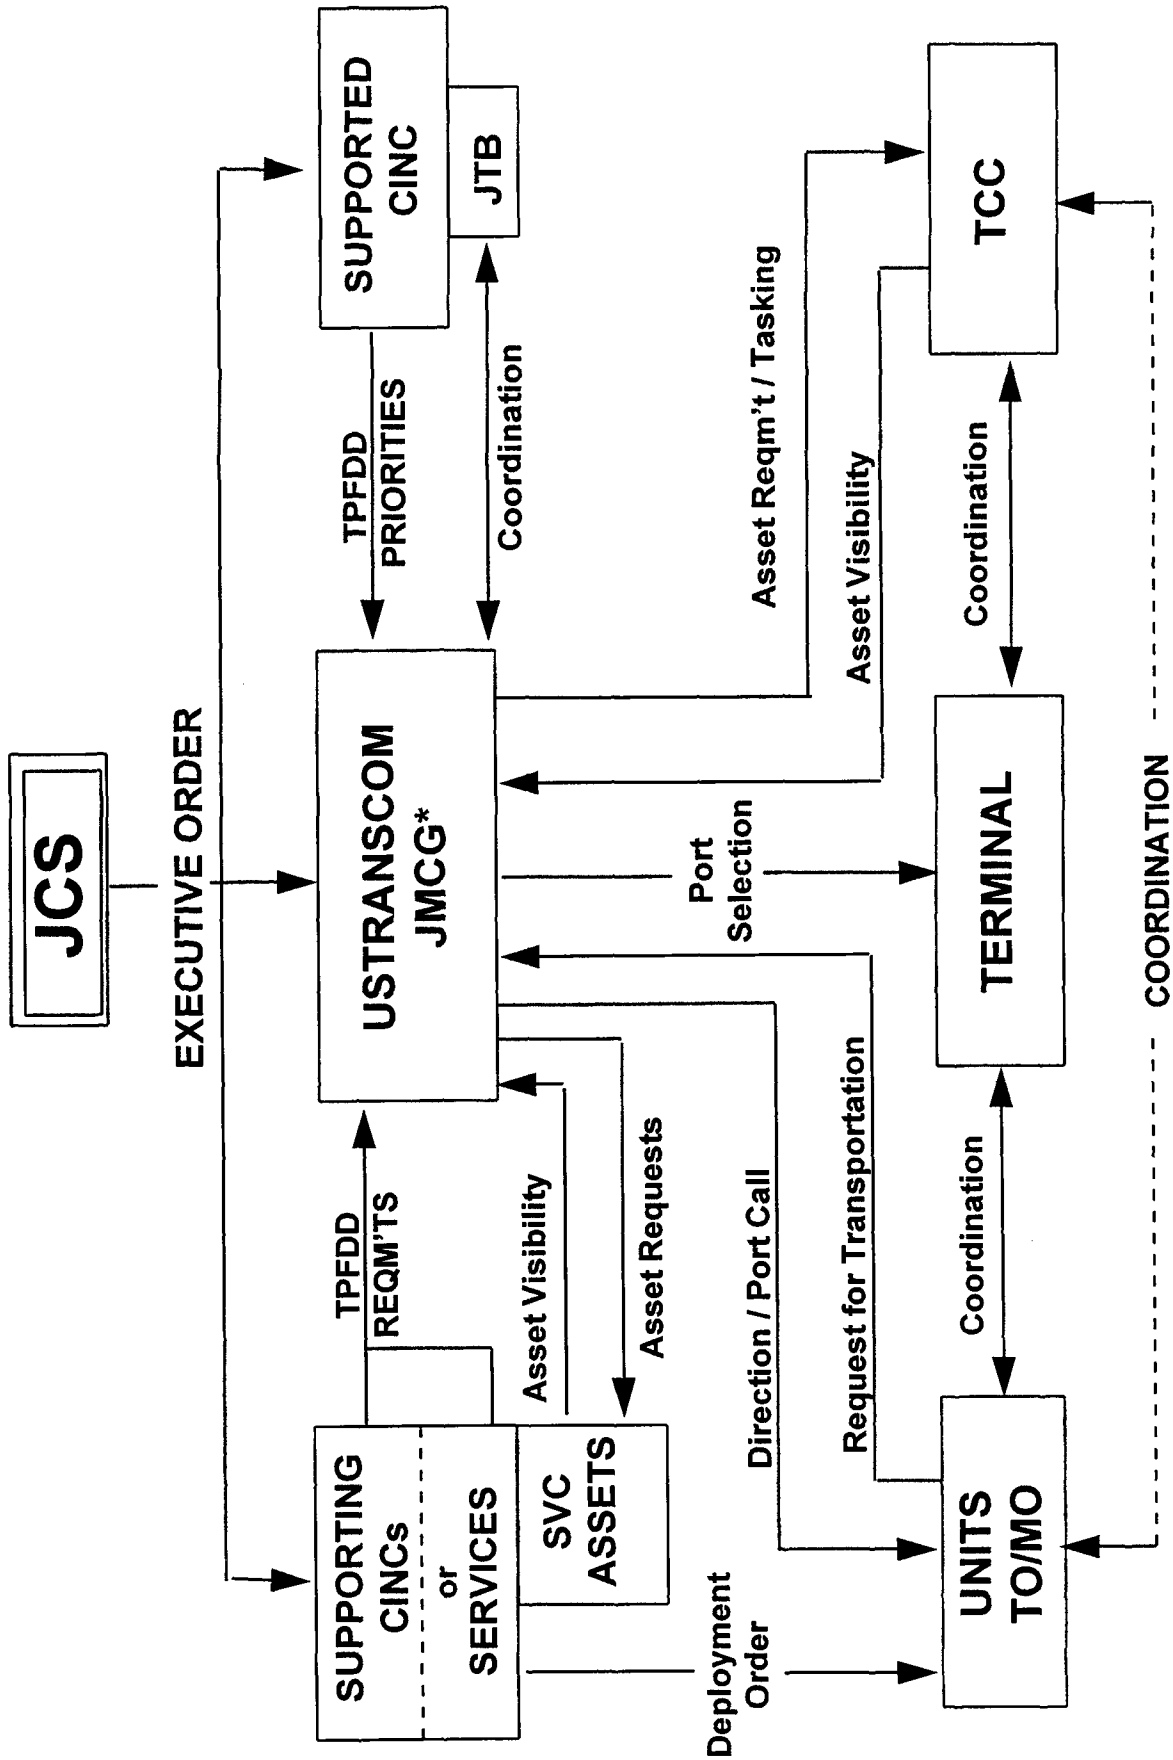 JCS
EXECUTIVE ORDER
SUPPORTING
CINCs
or
SERVICES
SVC
ASSETS
TPFDD
REQM'TS
USTRANSCOM
JMCG*
TPFDD
PRIORITIES
SUPPORTED
CINC
JTB
Coordination
Asset Visibility
Asset Requests
Deployment
Order
Direction / Port Call
Request for Transportation
Port
Selection
Asset Reqm't / Tasking
Asset Visibility
UNITS
TO/MO
Coordination
TERMINAL
Coordination
TCC
COORDINATION